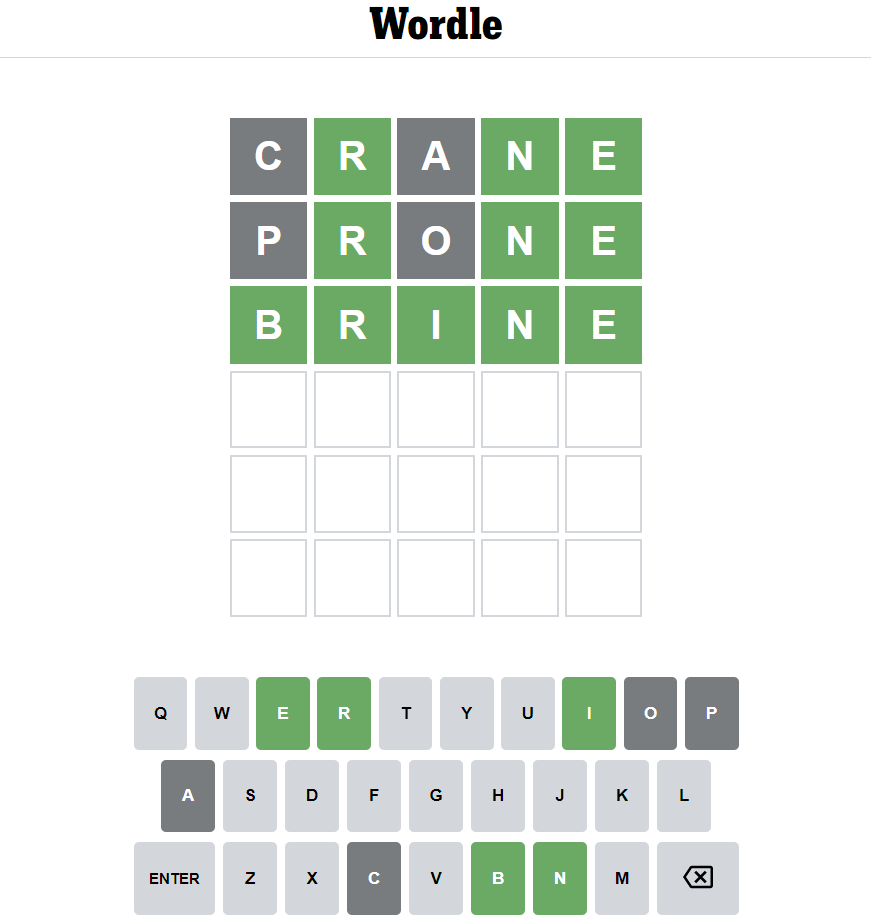 Wordle
C R A N E
P R O N E
B R I N E
Q W E R T Y U I O P
A S D F G H J K L
ENTER Z X C V B N M